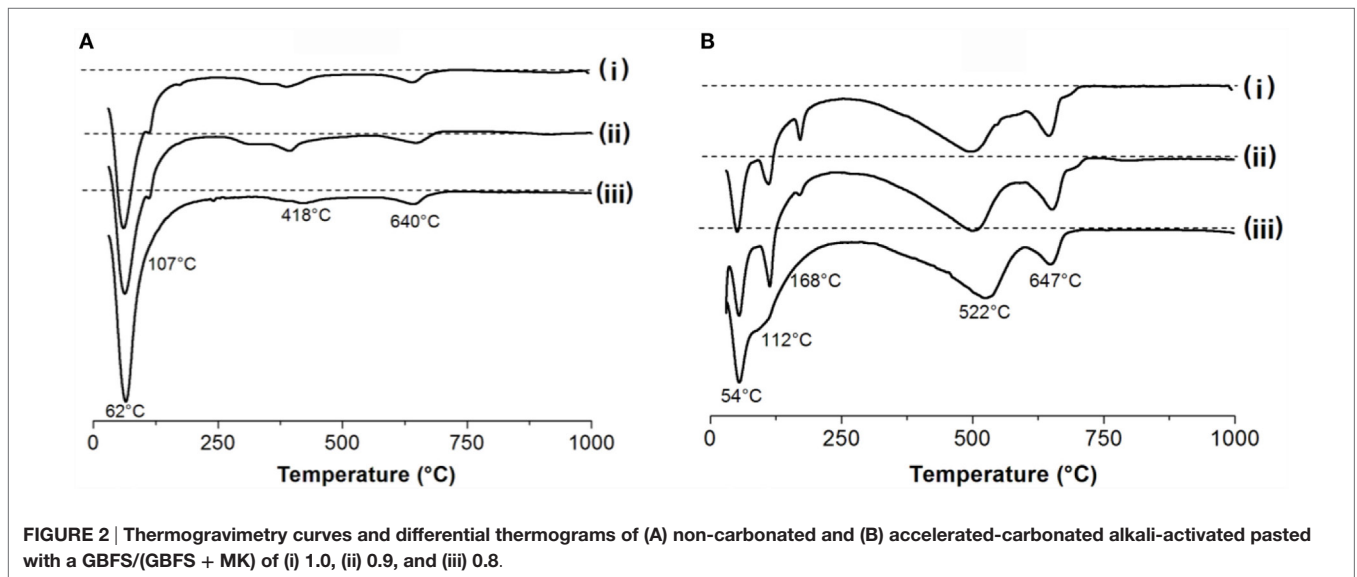 A
(i)
(ii)
(iii)
418°C
640°C
107°C
62°C
0
250
500
750
1000
Temperature (°C)
B
(i)
(ii)
(iii)
168°C
647°C
522°C
112°C
54°C
0
250
500
750
1000
Temperature (°C)
FIGURE 2 | Thermogravimetry curves and differential thermograms of (A) non-carbonated and (B) accelerated-carbonated alkali-activated pasted
with a GBFS/(GBFS + MK) of (i) 1.0, (ii) 0.9, and (iii) 0.8.